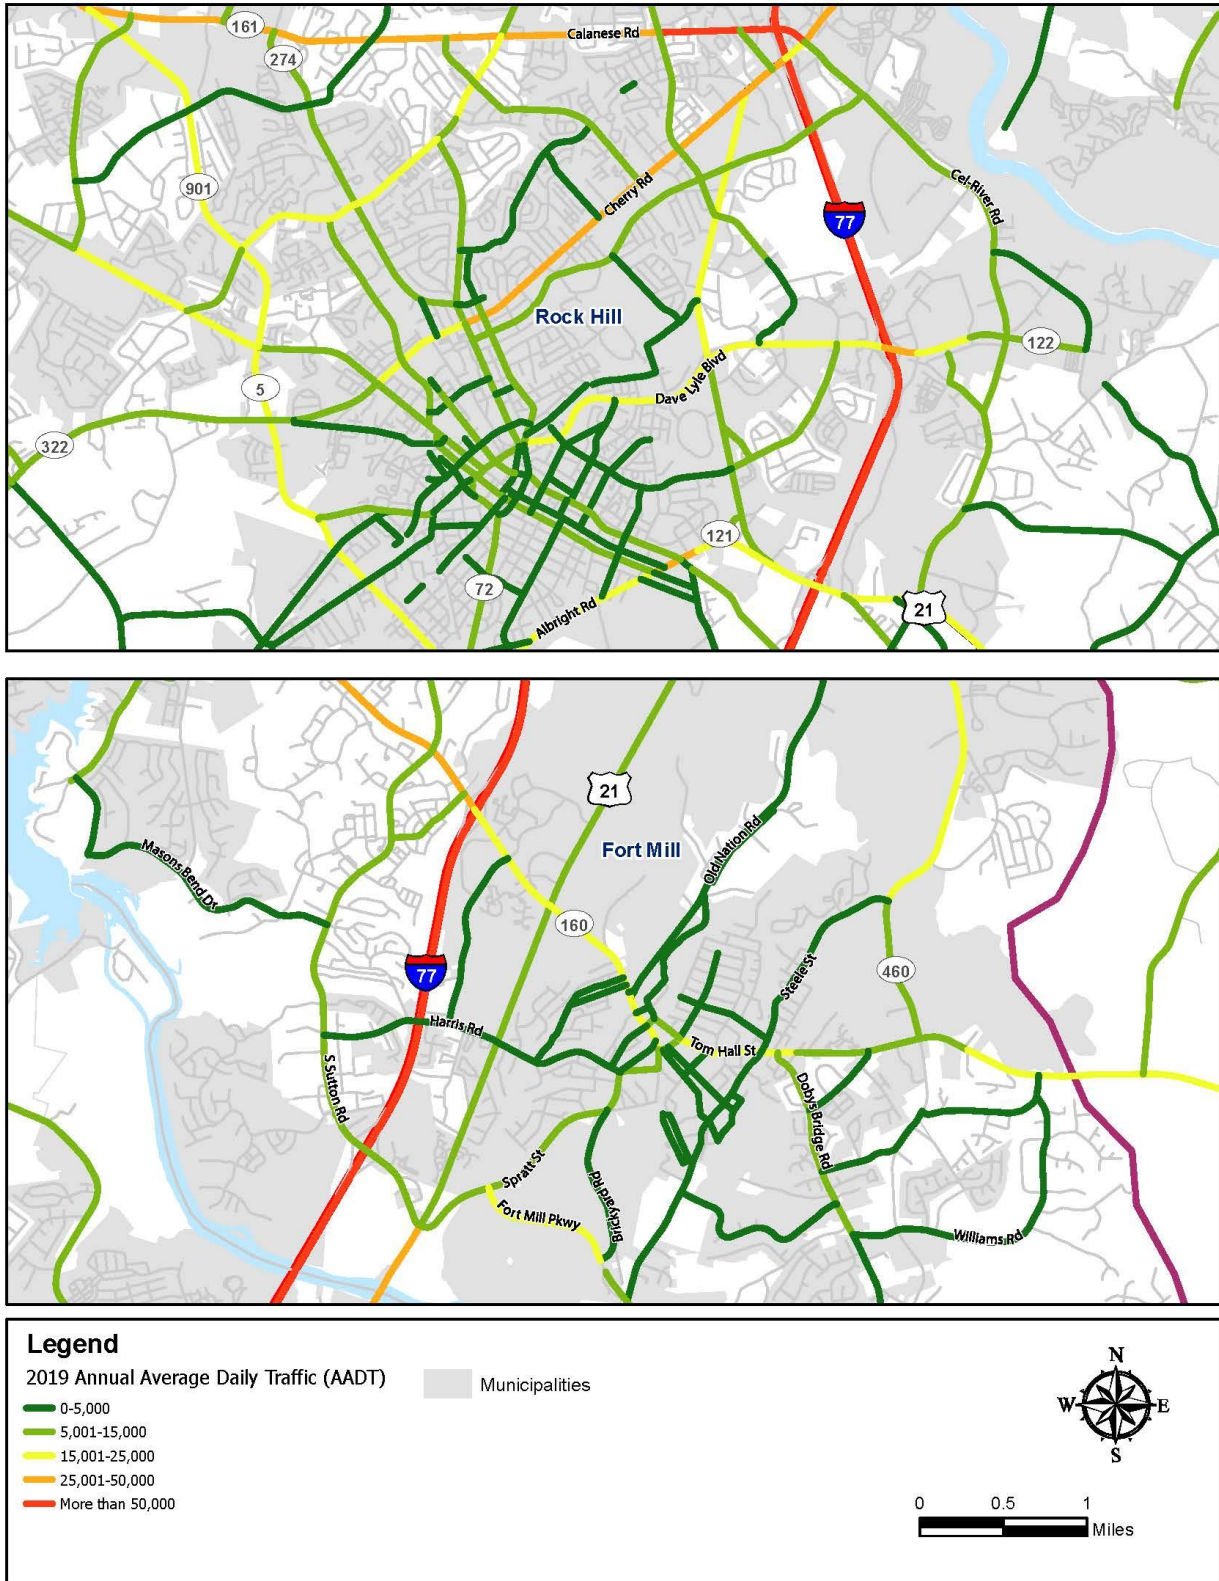 161
Calanese Rd
274
901
Cherry Rd
Cel-River Rd
77
Rock Hill
122
5
Dave Lyle Blvd
322
121
72
Albright Rd
21
21
Fort Mill
Old Nation Rd
Masons Bend Dr
160
Steele St
460
77
Harris Rd
Tom Hall St
S Sutton Rd
Dobys Bridge Rd
Spratt St
Brickyard Rd
Fort Mill Pkwy
Williams Rd
Legend
2019 Annual Average Daily Traffic (AADT)
Municipalities
0-5,000
5,001-15,000
15,001-25,000
25,001-50,000
More than 50,000
N
W E
S
0 0.5 1
Miles